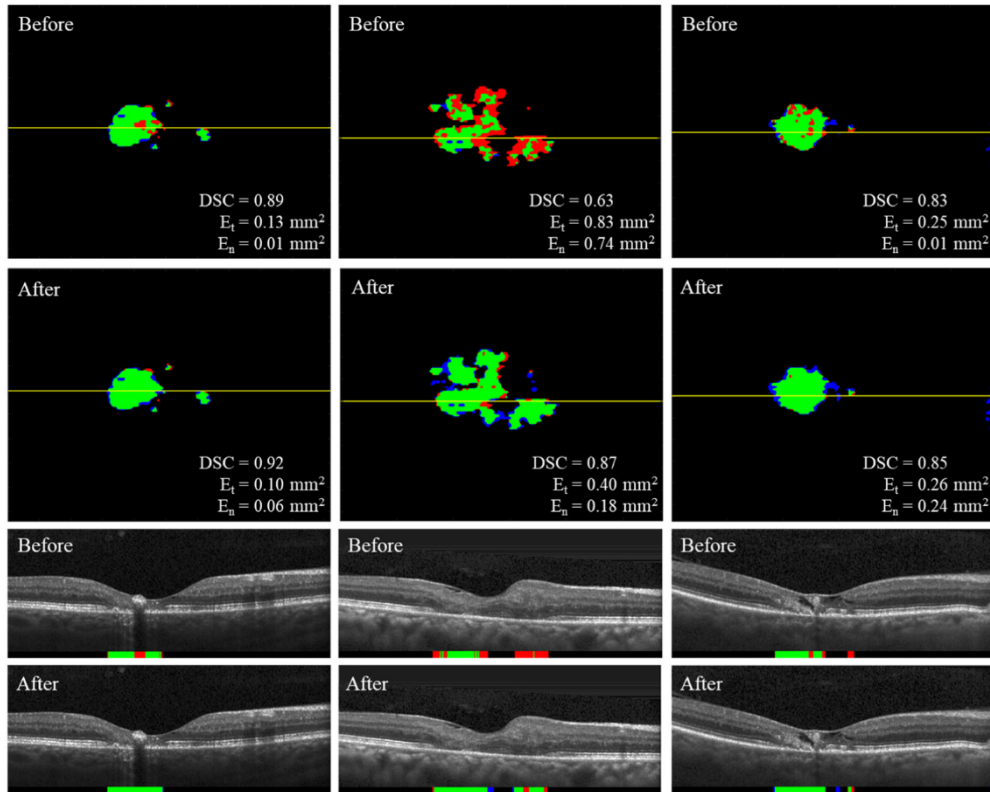 Before
DSC = 0.89
Eₜ = 0.13 mm²
Eₙ = 0.01 mm²
Before
DSC = 0.63
Eₜ = 0.83 mm²
Eₙ = 0.74 mm²
Before
DSC = 0.83
Eₜ = 0.25 mm²
Eₙ = 0.01 mm²
After
DSC = 0.92
Eₜ = 0.10 mm²
Eₙ = 0.06 mm²
After
DSC = 0.87
Eₜ = 0.40 mm²
Eₙ = 0.18 mm²
After
DSC = 0.85
Eₜ = 0.26 mm²
Eₙ = 0.24 mm²
Before
Before
Before
After
After
After